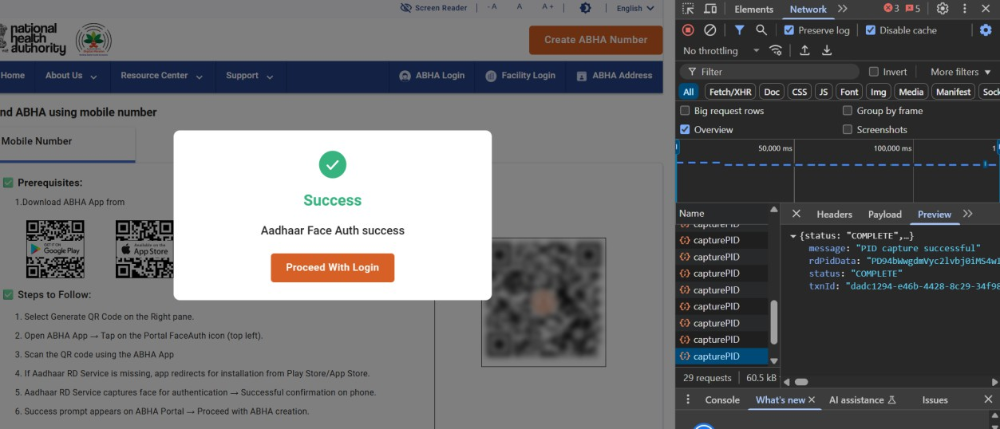 Screen Reader - A A A + English
national
health
authority
Create ABHA Number
Home About Us Resource Center Support ABHA Login Facility Login ABHA Address
nd ABHA using mobile number
Mobile Number
Prerequisites:
1.Download ABHA App from
GET IT ON
Google Play
Available on the
App Store
Steps to Follow:
1. Select Generate QR Code on the Right pane.
2. Open ABHA App → Tap on the Portal FaceAuth icon (top left).
3. Scan the QR code using the ABHA App
4. If Aadhaar RD Service is missing, app redirects for installation from Play Store/App Store.
5. Aadhaar RD Service captures face for authentication → Successful confirmation on phone.
6. Success prompt appears on ABHA Portal → Proceed with ABHA creation.
Success
Aadhaar Face Auth success
Proceed With Login
Elements Network 3 5
Preserve log Disable cache
No throttling
Filter Invert More filters
All Fetch/XHR Doc CSS JS Font Img Media Manifest Sock
Big request rows Group by frame
Overview Screenshots
50,000 ms 100,000 ms 1
Name
capturePID
capturePID
capturePID
capturePID
capturePID
capturePID
capturePID
capturePID
capturePID
29 requests 60.5 kB
Headers Payload Preview
{status: "COMPLETE",…}
message: "PID capture successful"
rdPidData: "PD94bWwgdmVyc2lvbj0iMS4wI
status: "COMPLETE"
txnId: "dadc1294-e46b-4428-8c29-34f98
Console What's new AI assistance Issues